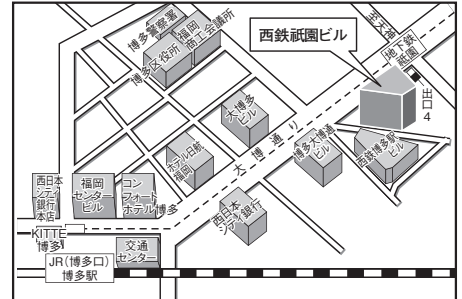 博多警察署
福岡
商工会議所
博多区役所
西鉄祇園ビル
地下鉄
祇園
出口4
大博多
ビル
大博通り
博多大博通
ビル
西鉄博多駅
ビル
ホテル日航
福岡
西日本
シティ
銀行
本店
福岡
センター
ビル
コン
フォート
ホテル博多
西日本
シティ銀行
KITTE
博多
交通
センター
JR(博多口)
博多駅